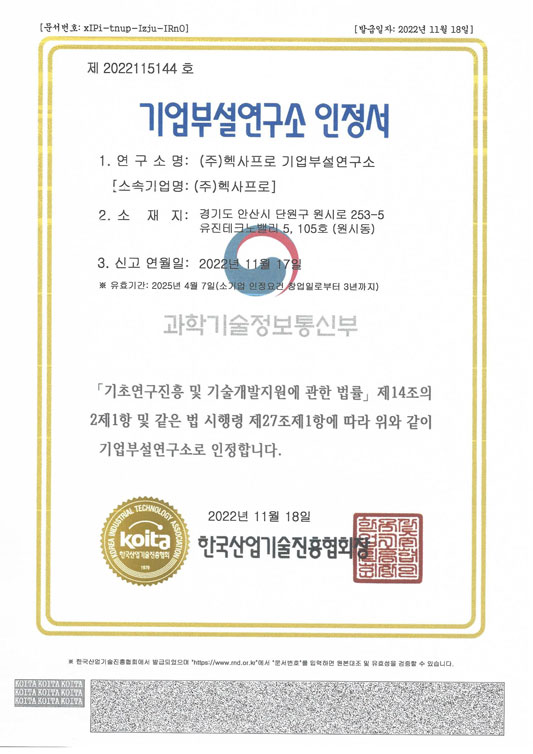 [문서번호: xIPi-tnup-Izju-IRnO]
[발급일자: 2022년 11월 18일]
제 2022115144 호
기업부설연구소 인정서
1. 연 구 소 명: (주)헥사프로 기업부설연구소
[소속기업명: (주)헥사프로]
2. 소 재 지: 경기도 안산시 단원구 원시로 253-5
유진테크노밸리 5, 105호 (원시동)
3. 신고 연월일: 2022년 11월 17일
※ 유효기간: 2025년 4월 7일(소기업 인정요건 창업일로부터 3년까지)
과학기술정보통신부
「기초연구진흥 및 기술개발지원에 관한 법률」 제14조의
2제1항 및 같은 법 시행령 제27조제1항에 따라 위와 같이
기업부설연구소로 인정합니다.
2022년 11월 18일
KOREA INDUSTRIAL TECHNOLOGY ASSOCIATION
koita
한국산업기술진흥협회
1979
한국산업기술진흥협회장
※ 한국산업기술진흥협회에서 발급되었으며 "https://www.rnd.or.kr"에서 "문서번호"를 입력하면 원본대조 및 유효성을 검증할 수 있습니다.
KOITA KOITA KOITA
KOITA KOITA KOITA
KOITA KOITA KOITA